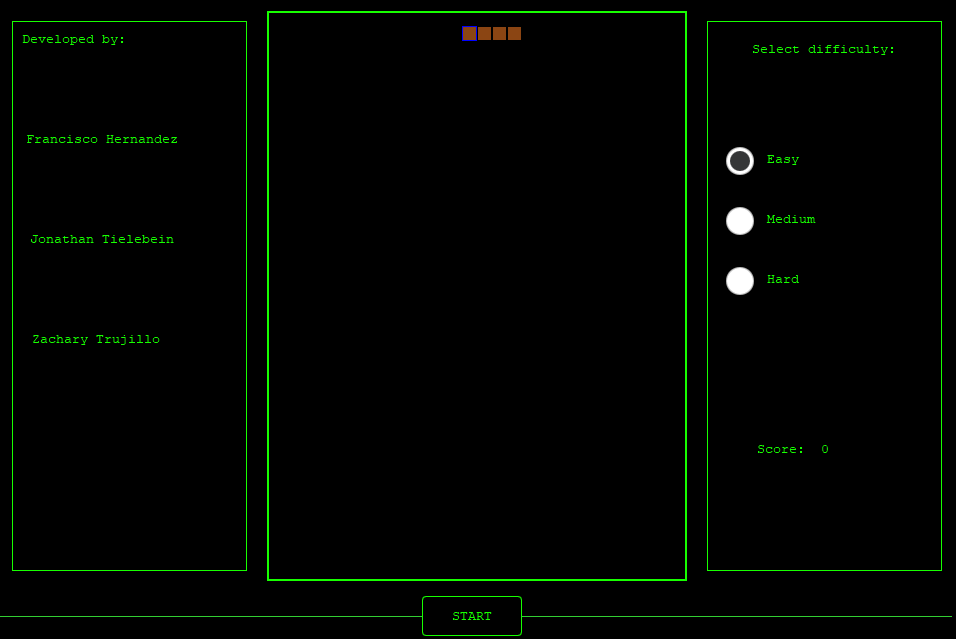 Developed by:
Francisco Hernandez
Jonathan Tielebein
Zachary Trujillo
Select difficulty:
Easy
Medium
Hard
Score:  0
START